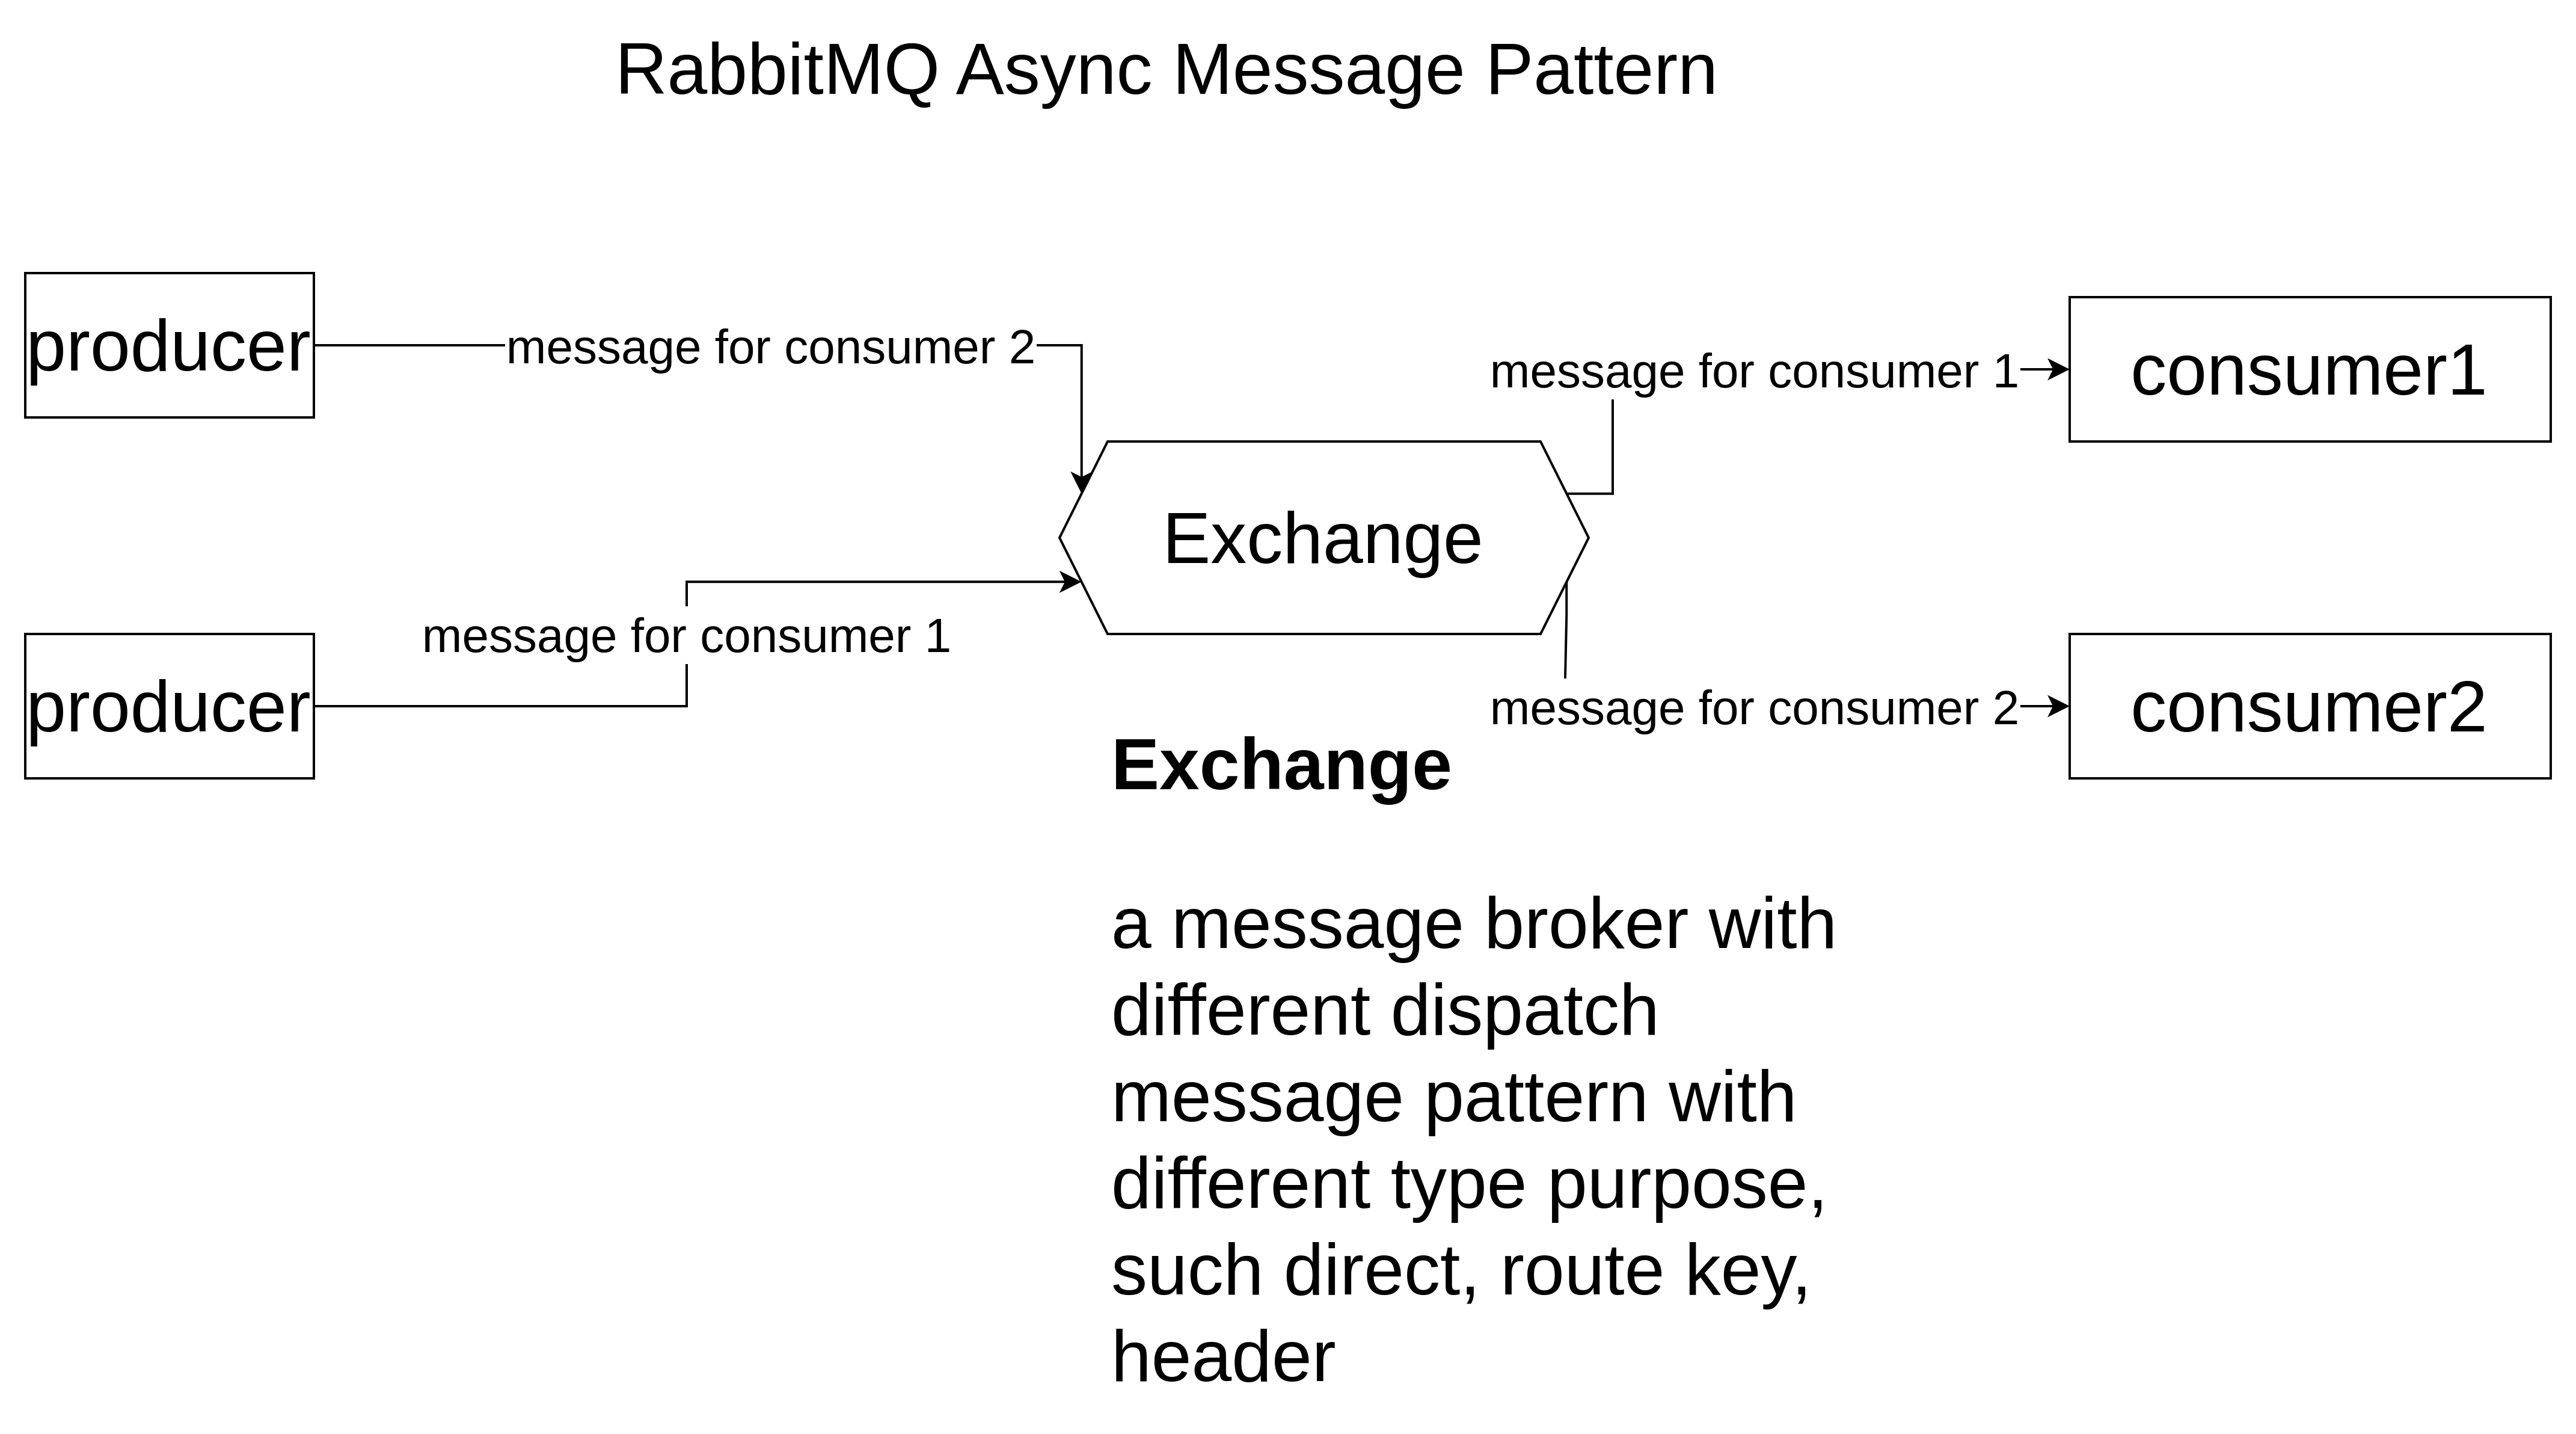 RabbitMQ Async Message Pattern
producer
message for consumer 2
message for consumer 1
consumer1
Exchange
message for consumer 1
producer
message for consumer 2
consumer2
Exchange
a message broker with
different dispatch
message pattern with
different type purpose,
such direct, route key,
header